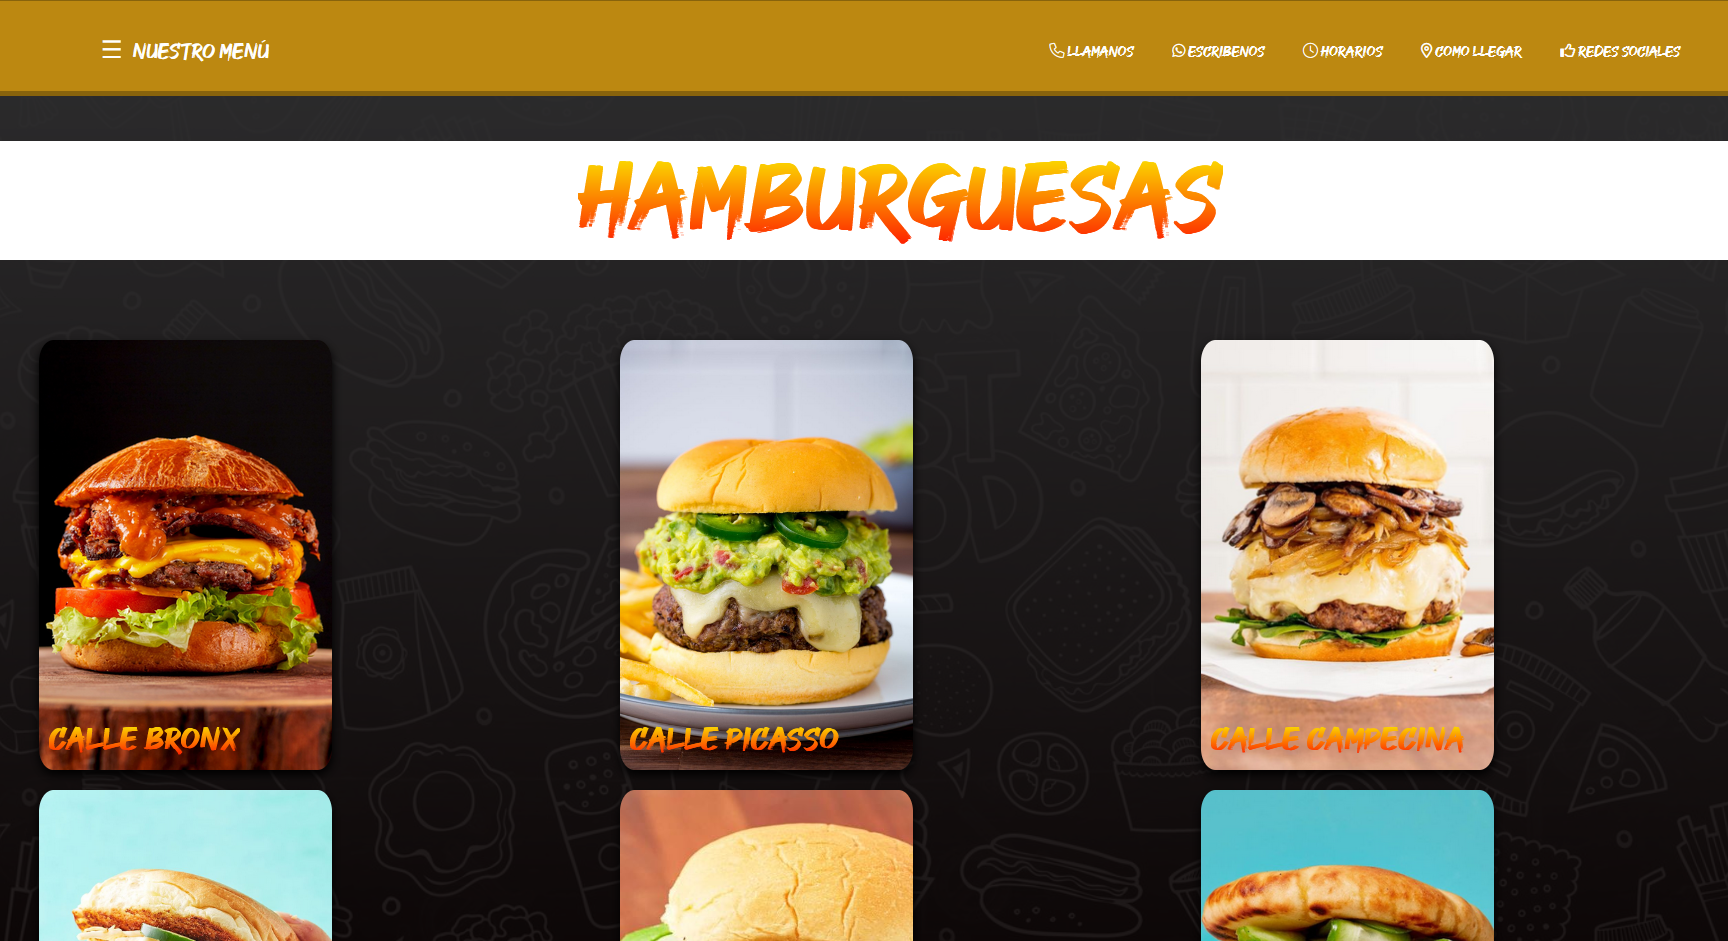 NUESTRO MENÚ
LLAMANOS ESCRIBENOS HORARIOS COMO LLEGAR REDES SOCIALES
HAMBURGUESAS
CALLE BRONX
CALLE PICASSO
CALLE CAMPECINA